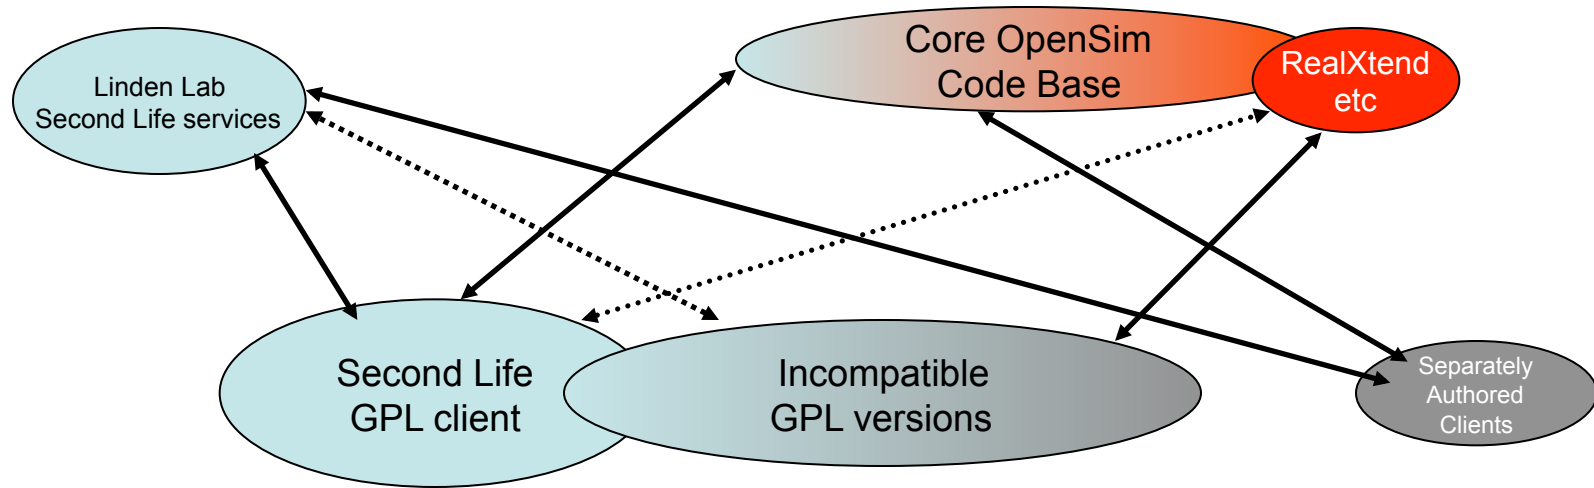 Linden Lab
Second Life services
Core OpenSim
Code Base
RealXtend
etc
Second Life
GPL client
Incompatible
GPL versions
Separately
Authored
Clients